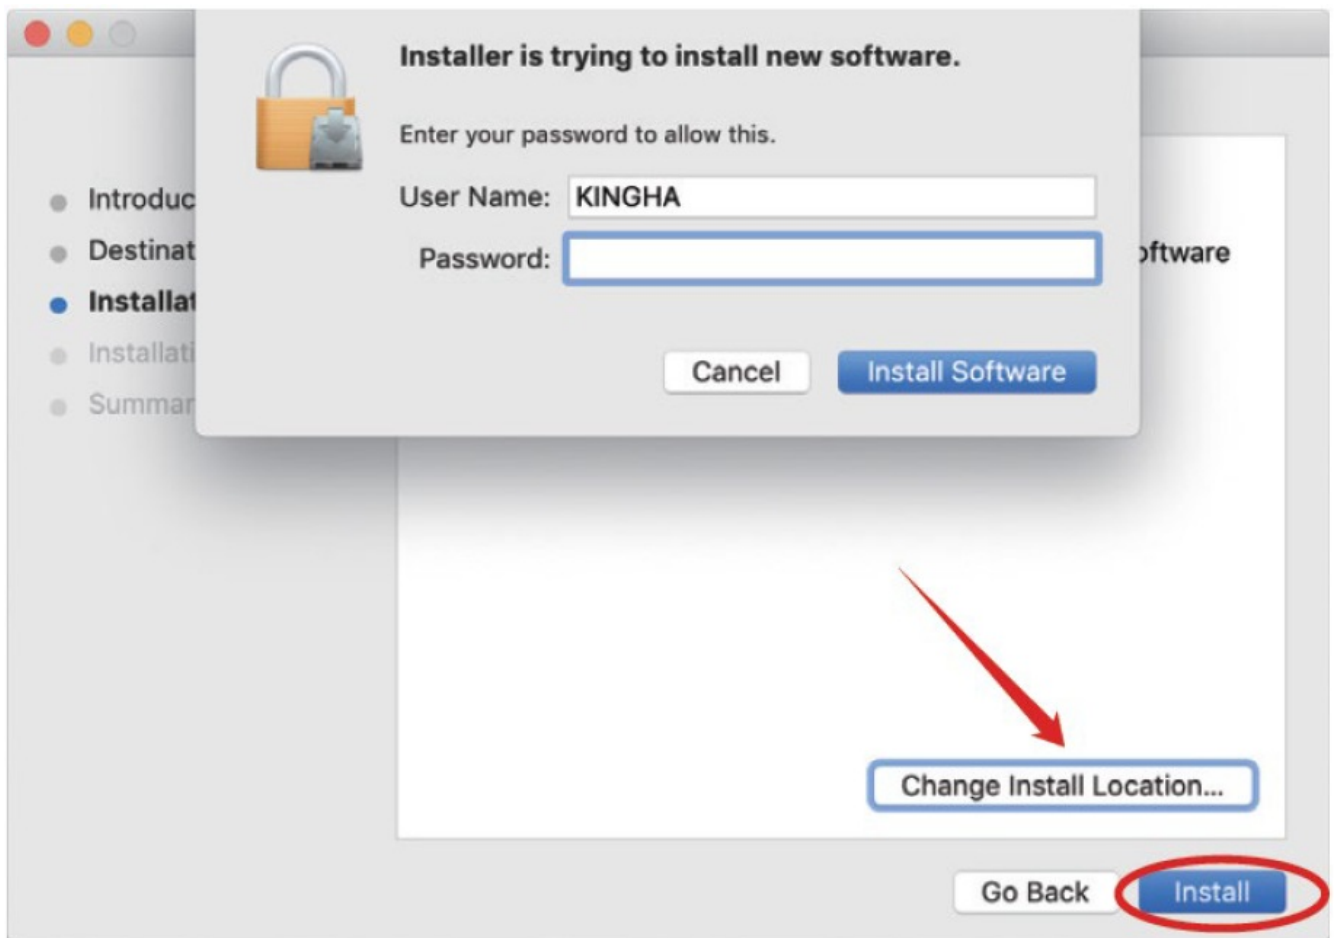 Installer is trying to install new software.
Enter your password to allow this.
User Name: KINGHA
Password:
Cancel Install Software
Introduc
Destinat
Installat
Installati
Summar
oftware
Change Install Location...
Go Back Install